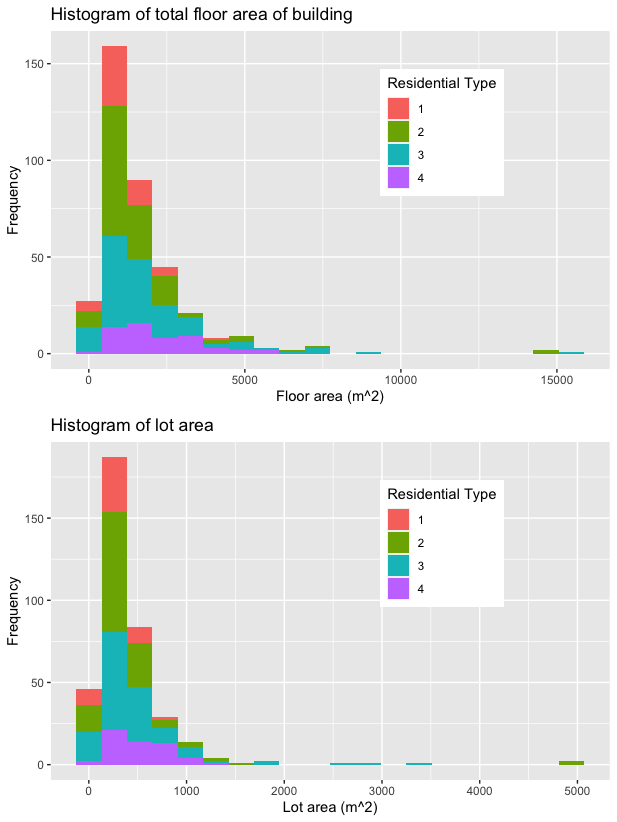 Histogram of total floor area of building
Frequency
150
100
50
0
Residential Type
1
2
3
4
0 5000 10000 15000
Floor area (m^2)
Histogram of lot area
Frequency
150
100
50
0
Residential Type
1
2
3
4
0 1000 2000 3000 4000 5000
Lot area (m^2)